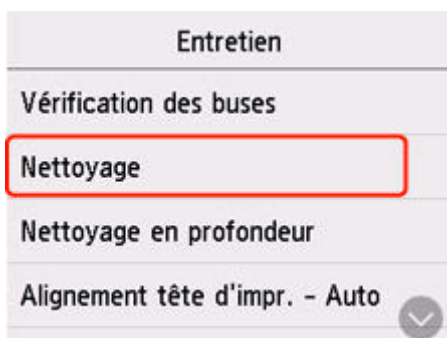 Entretien
Vérification des buses
Nettoyage
Nettoyage en profondeur
Alignement tête d'impr. - Auto